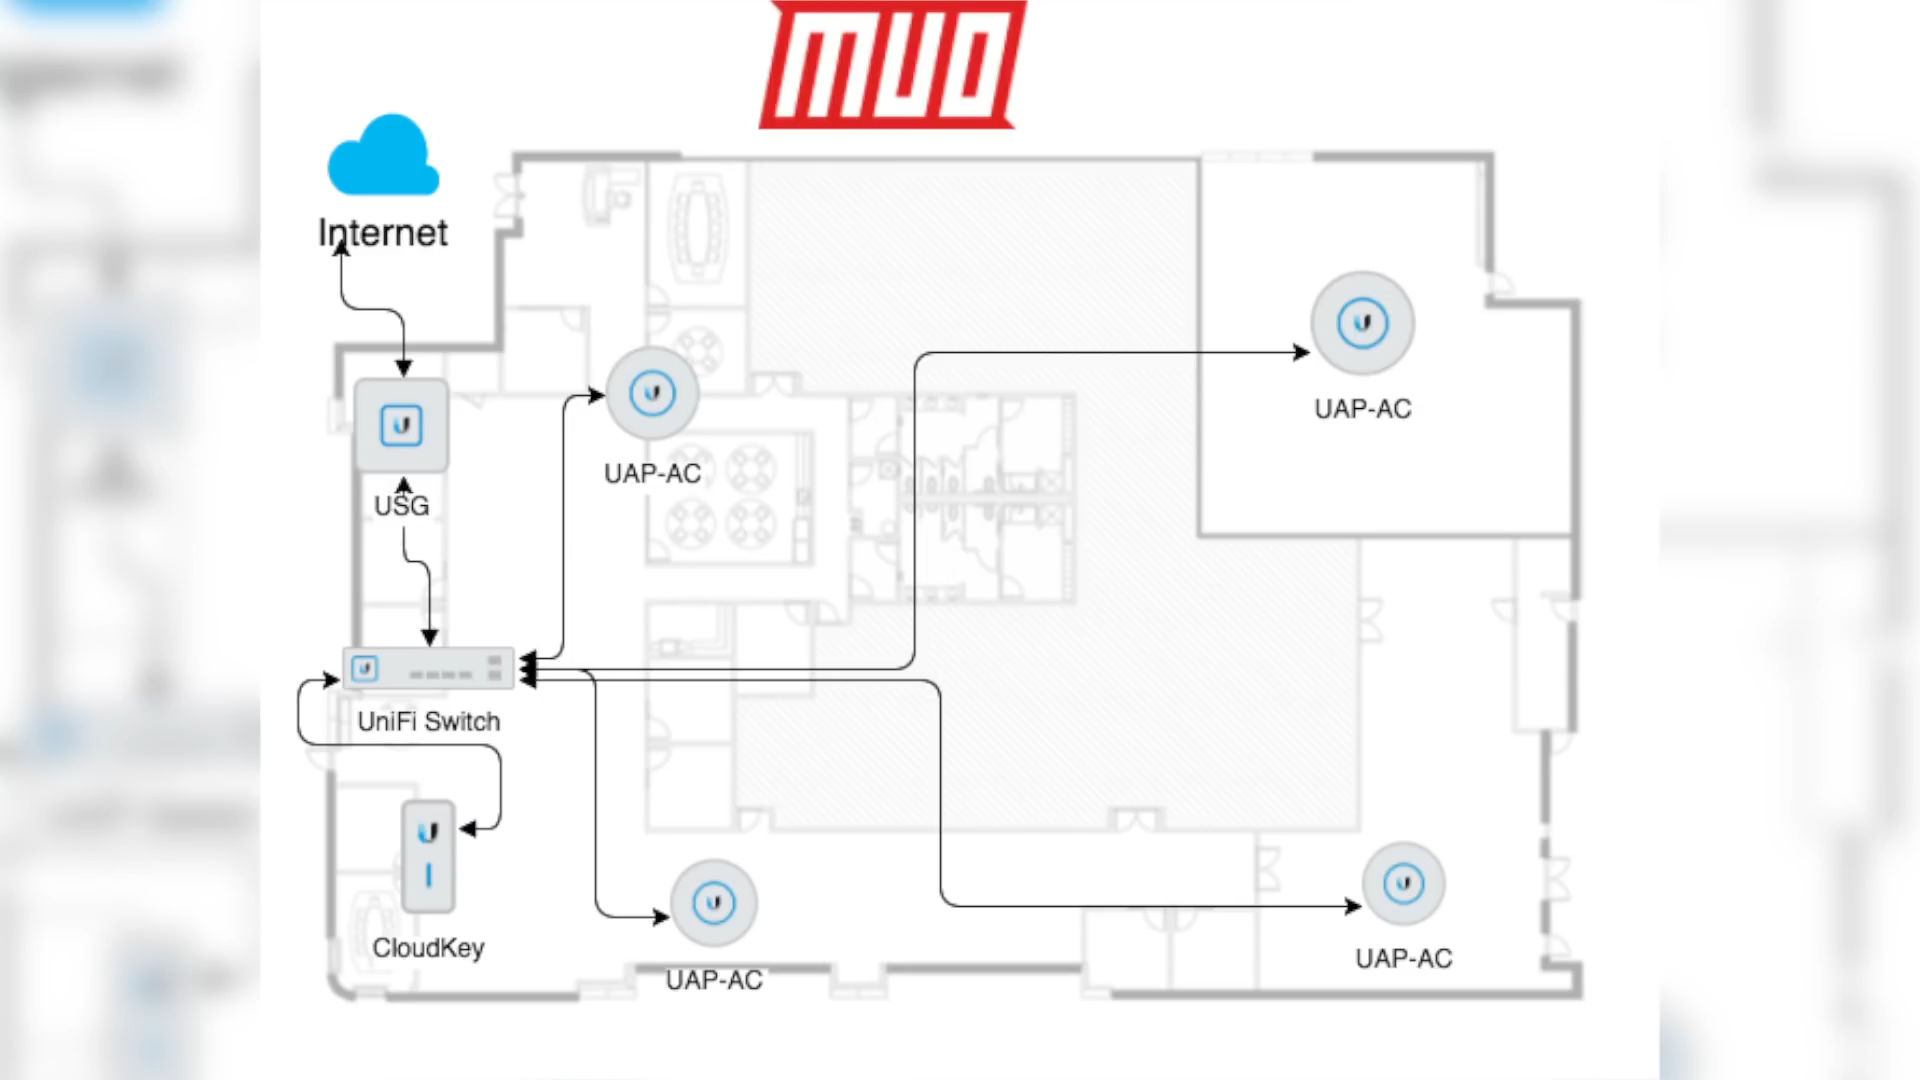 MUO
Internet
UAP-AC
UAP-AC
USG
UniFi Switch
CloudKey
UAP-AC
UAP-AC